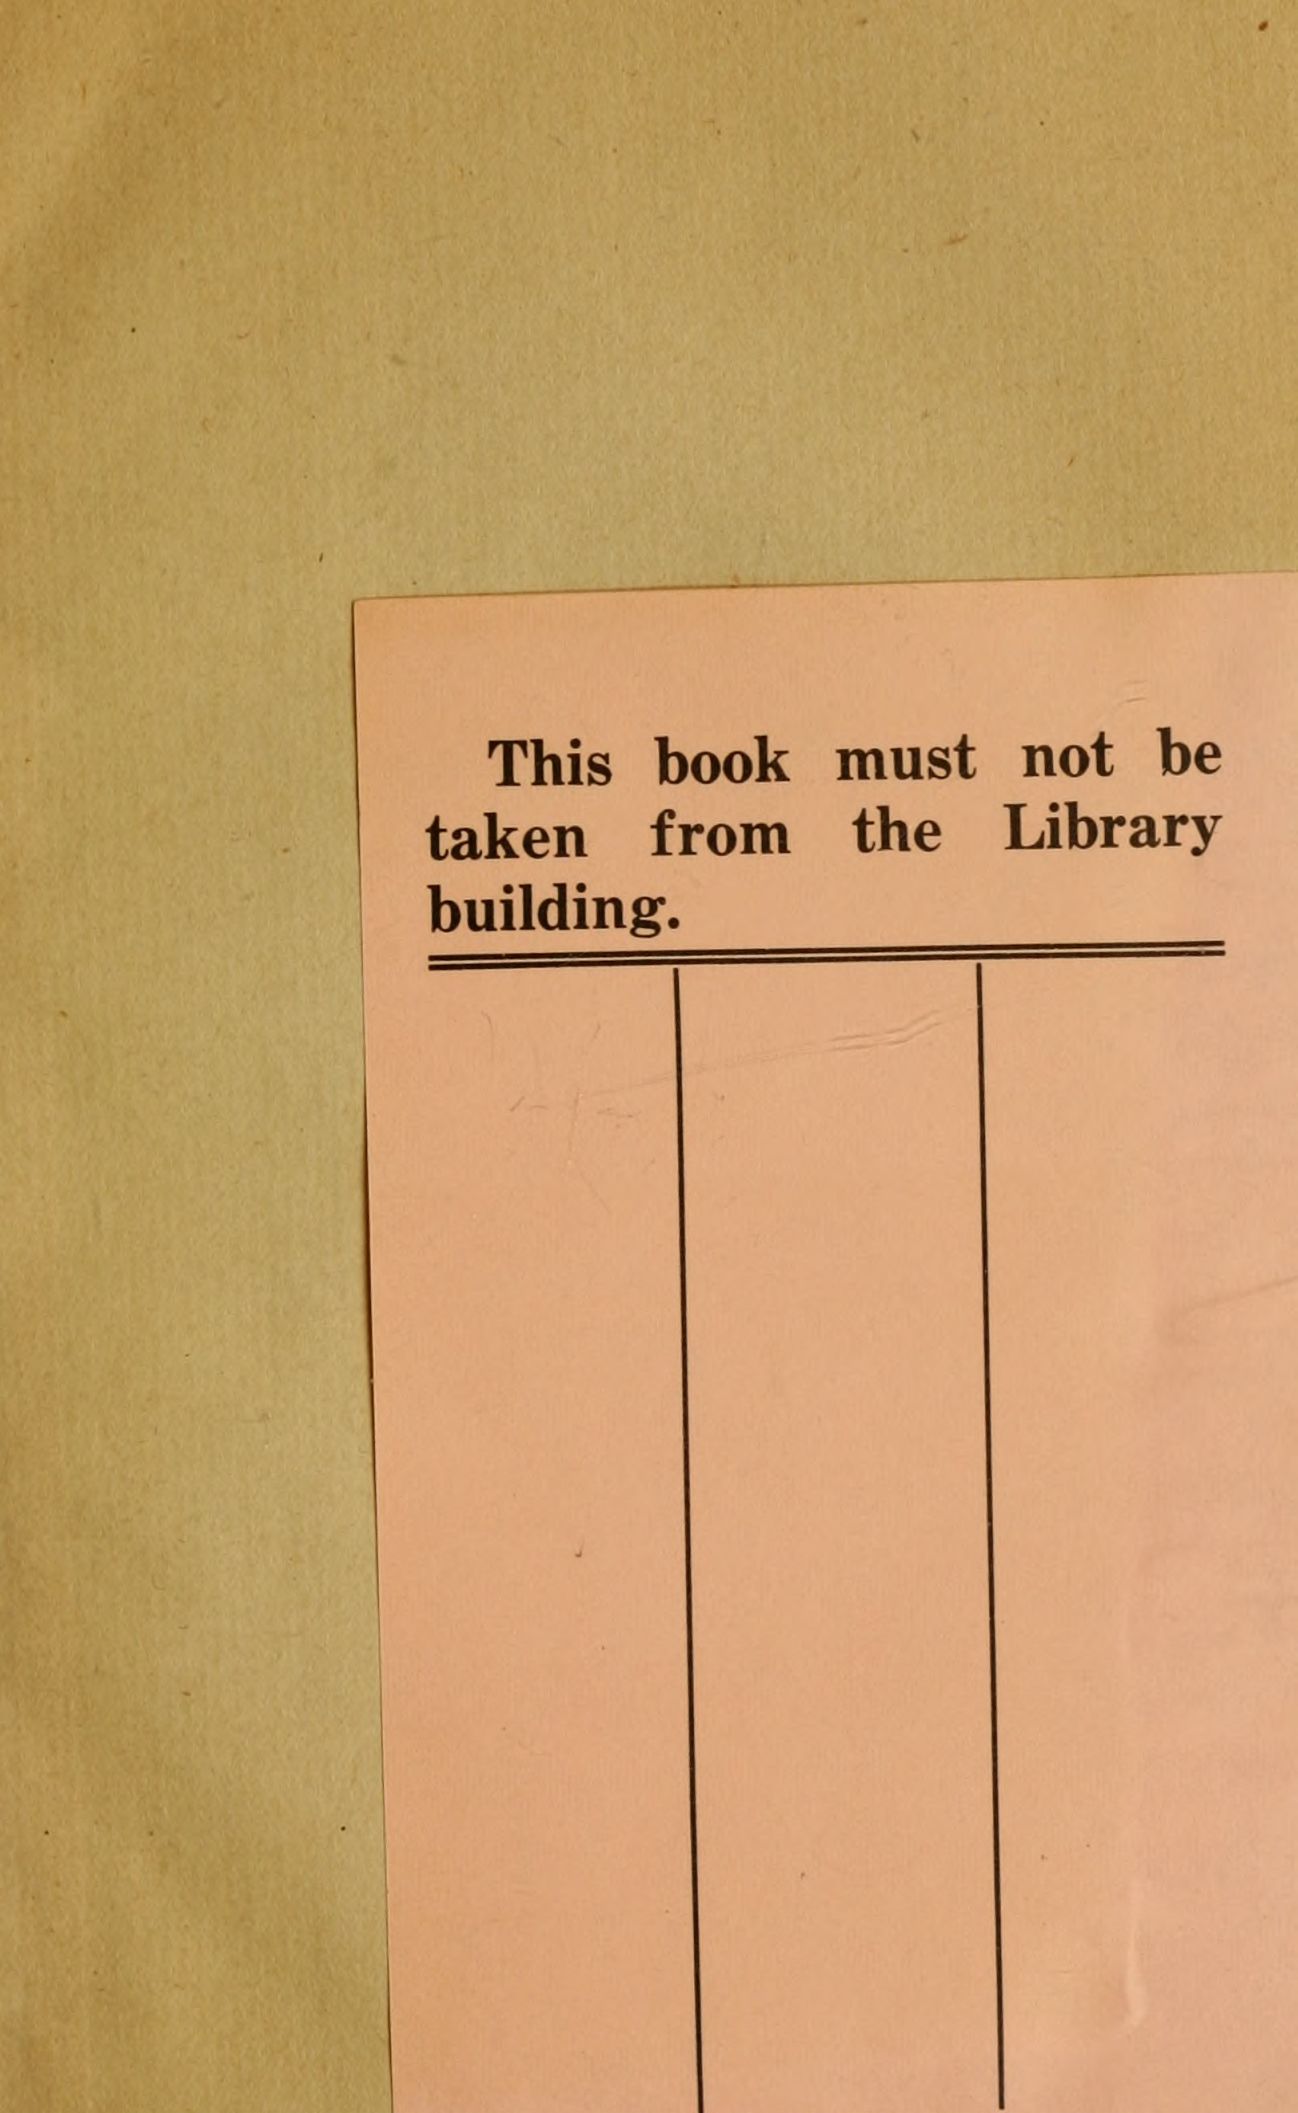 This book must not be
taken from the Library
building.